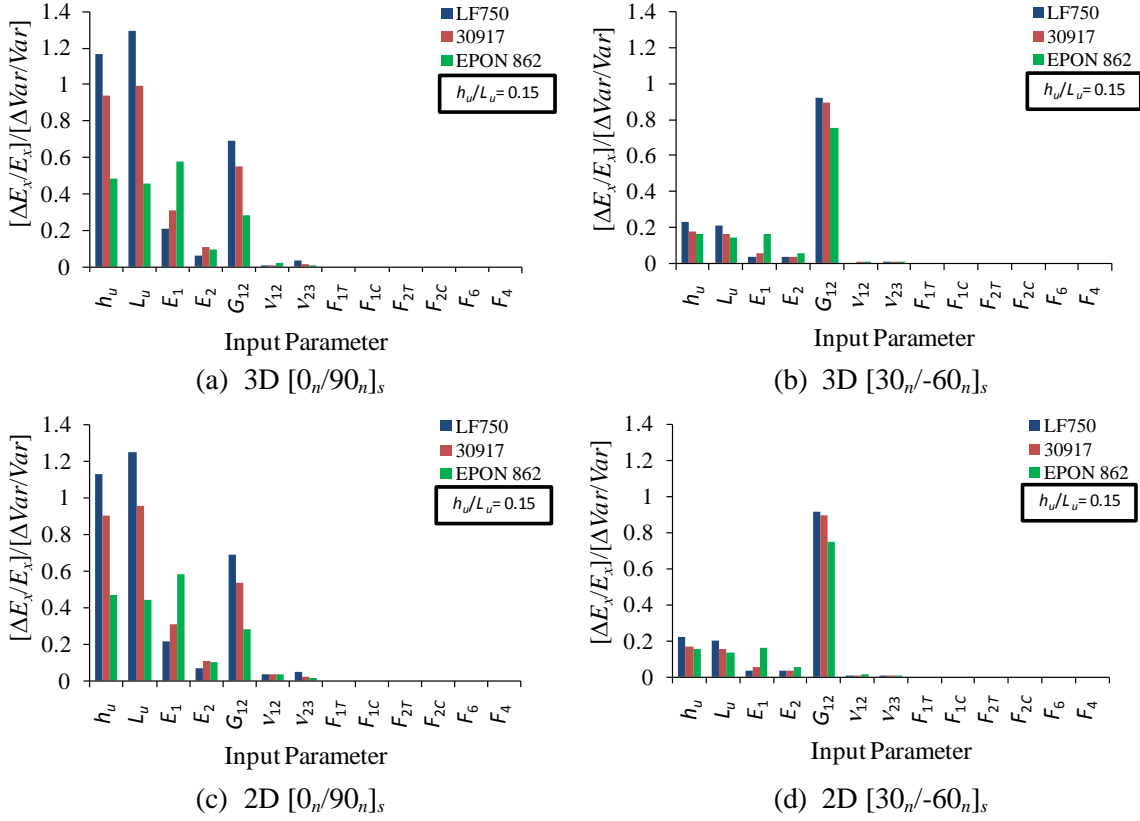 [ΔE_x/E_x]/[ΔVar/Var]
1.4
1.2
1
0.8
0.6
0.4
0.2
0
LF750
30917
EPON 862
h_u/L_u= 0.15
h_u L_u E_1 E_2 G_12 ν_12 ν_23 F_1T F_1C F_2T F_2C F_6 F_4
Input Parameter
(a) 3D [0_n/90_n]_s
[ΔE_x/E_x]/[ΔVar/Var]
1.4
1.2
1
0.8
0.6
0.4
0.2
0
LF750
30917
EPON 862
h_u/L_u= 0.15
h_u L_u E_1 E_2 G_12 ν_12 ν_23 F_1T F_1C F_2T F_2C F_6 F_4
Input Parameter
(b) 3D [30_n/-60_n]_s
[ΔE_x/E_x]/[ΔVar/Var]
1.4
1.2
1
0.8
0.6
0.4
0.2
0
LF750
30917
EPON 862
h_u/L_u= 0.15
h_u L_u E_1 E_2 G_12 ν_12 ν_23 F_1T F_1C F_2T F_2C F_6 F_4
Input Parameter
(c) 2D [0_n/90_n]_s
[ΔE_x/E_x]/[ΔVar/Var]
1.4
1.2
1
0.8
0.6
0.4
0.2
0
LF750
30917
EPON 862
h_u/L_u= 0.15
h_u L_u E_1 E_2 G_12 ν_12 ν_23 F_1T F_1C F_2T F_2C F_6 F_4
Input Parameter
(d) 2D [30_n/-60_n]_s